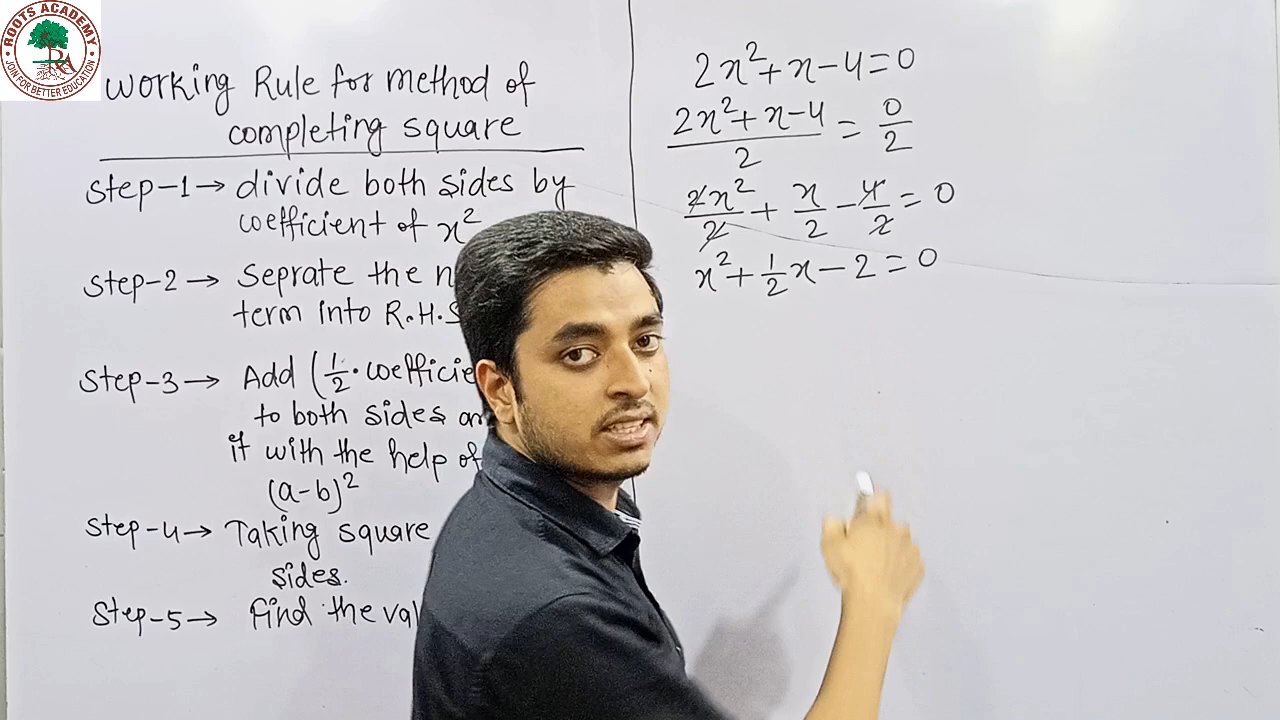 ROOTS ACADEMY
RA
JOIN FOR BETTER EDUCATION
Working Rule for method of
completing square
Step-1→ divide both sides by
coefficient of x²
Step-2→ Seprate the
term into R.H.S
Step-3→ Add (1/2·coefficie
to both sides
it with the help of
(a-b)²
Step-4→ Taking square
sides.
Step-5→ find the val
2x²+x-4=0
(2x²+x-4)/2 = 0/2
2x²/2 + x/2 - 4/2 = 0
x²+1/2x-2=0